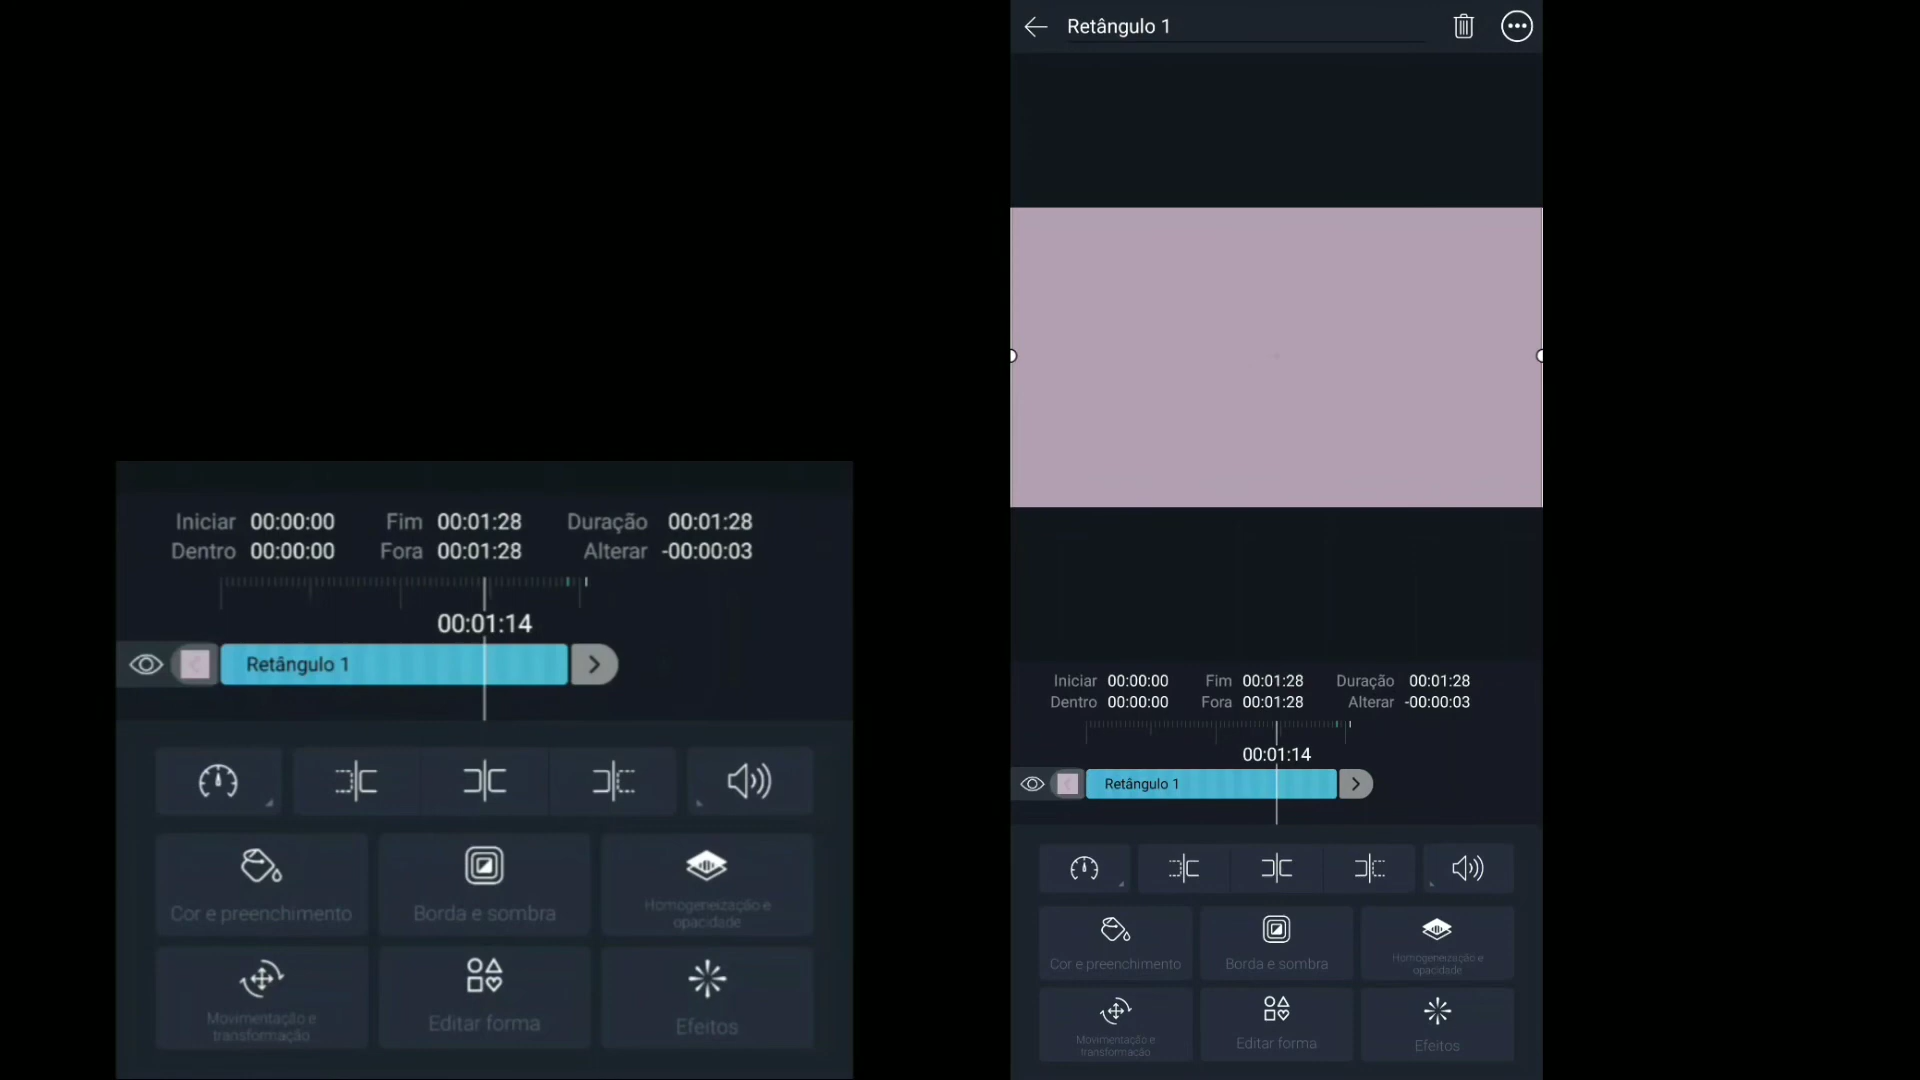 Retângulo 1
Iniciar 00:00:00 Fim 00:01:28 Duração 00:01:28
Dentro 00:00:00 Fora 00:01:28 Alterar -00:00:03
00:01:14
Retângulo 1
Cor e preenchimento
Borda e sombra
Homogeneização e
opacidade
Movimentação e
transformação
Editar forma
Efeitos
Iniciar 00:00:00 Fim 00:01:28 Duração 00:01:28
Dentro 00:00:00 Fora 00:01:28 Alterar -00:00:03
00:01:14
Retângulo 1
Cor e preenchimento
Borda e sombra
Homogeneização e
opacidade
Movimentação e
transformação
Editar forma
Efeitos